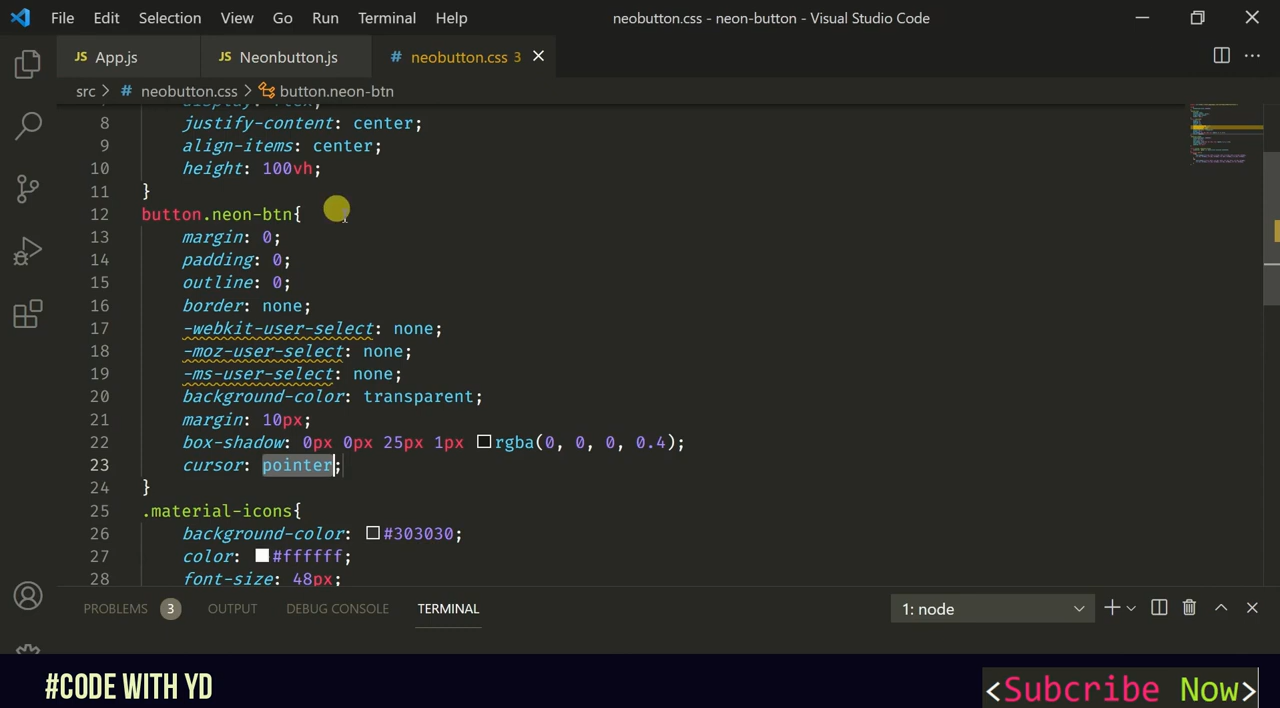 File Edit Selection View Go Run Terminal Help neobutton.css - neon-button - Visual Studio Code
JS App.js JS Neonbutton.js # neobutton.css 3
src > # neobutton.css > button.neon-btn
display: flex;
8 justify-content: center;
9 align-items: center;
10 height: 100vh;
11 }
12 button.neon-btn{
13 margin: 0;
14 padding: 0;
15 outline: 0;
16 border: none;
17 -webkit-user-select: none;
18 -moz-user-select: none;
19 -ms-user-select: none;
20 background-color: transparent;
21 margin: 10px;
22 box-shadow: 0px 0px 25px 1px rgba(0, 0, 0, 0.4);
23 cursor: pointer;
24 }
25 .material-icons{
26 background-color: #303030;
27 color: #ffffff;
28 font-size: 48px;
PROBLEMS 3 OUTPUT DEBUG CONSOLE TERMINAL 1: node
#CODE WITH YD
<Subcribe Now>